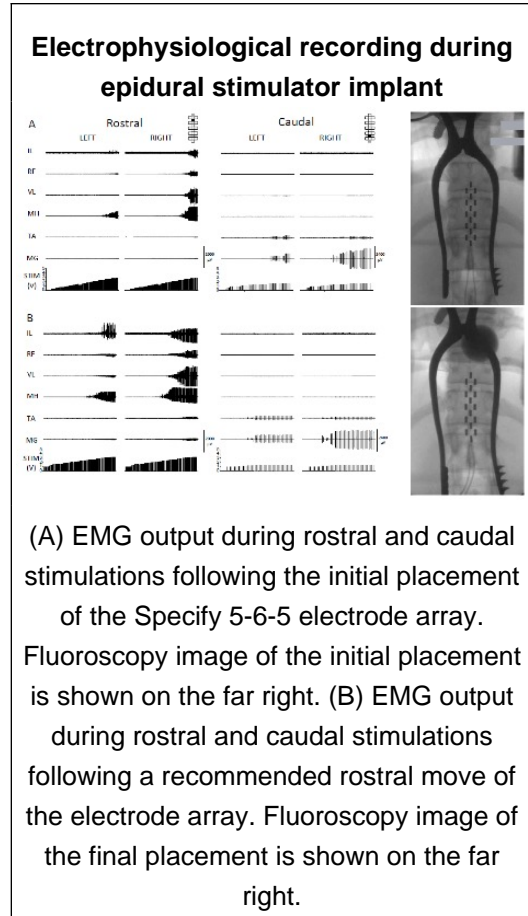 Electrophysiological recording during
epidural stimulator implant
A
Rostral
Caudal
LEFT
RIGHT
LEFT
RIGHT
IL
RF
VL
MH
TA
MG
STIM
(V)
B
IL
RF
VL
MH
TA
MG
STIM
(V)
(A) EMG output during rostral and caudal
stimulations following the initial placement
of the Specify 5-6-5 electrode array.
Fluoroscopy image of the initial placement
is shown on the far right. (B) EMG output
during rostral and caudal stimulations
following a recommended rostral move of
the electrode array. Fluoroscopy image of
the final placement is shown on the far
right.